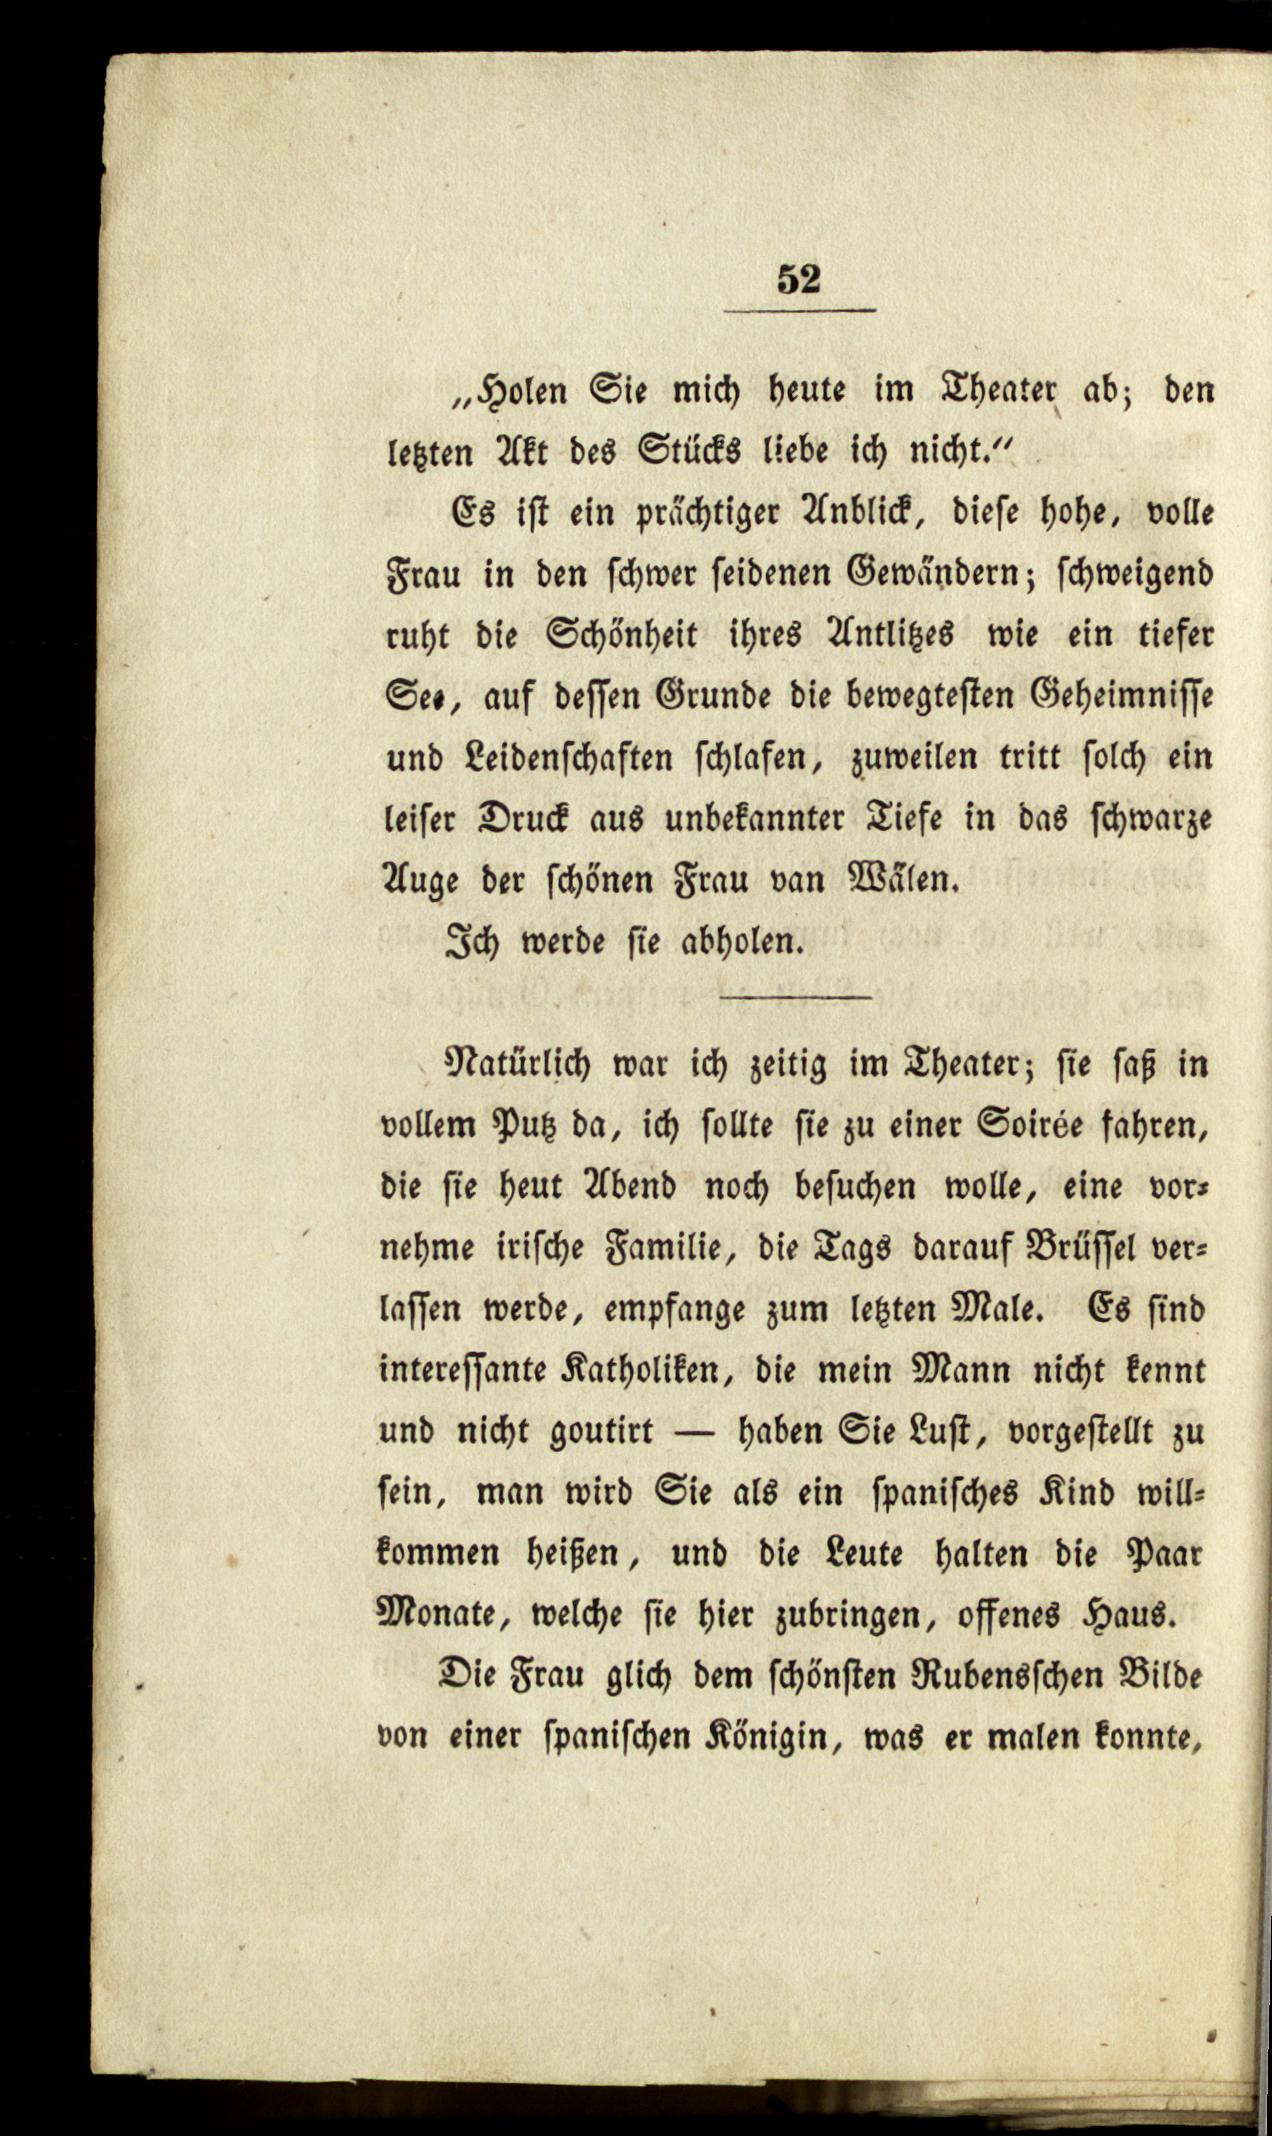 52
„Holen Sie mich heute im Theater ab; den
letzten Akt des Stücks liebe ich nicht.“
Es ist ein prächtiger Anblick, diese hohe, volle
Frau in den schwer seidenen Gewändern; schweigend
ruht die Schönheit ihres Antlitzes wie ein tiefer
See, auf dessen Grunde die bewegtesten Geheimnisse
und Leidenschaften schlafen, zuweilen tritt solch ein
leiser Druck aus unbekannter Tiefe in das schwarze
Auge der schönen Frau van Wälen.
Ich werde sie abholen.
Natürlich war ich zeitig im Theater; sie saß in
vollem Putz da, ich sollte sie zu einer Soirée fahren,
die sie heut Abend noch besuchen wolle, eine vor-
nehme irische Familie, die Tags darauf Brüssel ver-
lassen werde, empfange zum letzten Male. Es sind
interessante Katholiken, die mein Mann nicht kennt
und nicht goutirt — haben Sie Lust, vorgestellt zu
sein, man wird Sie als ein spanisches Kind will-
kommen heißen, und die Leute halten die Paar
Monate, welche sie hier zubringen, offenes Haus.
Die Frau glich dem schönsten Rubensschen Bilde
von einer spanischen Königin, was er malen konnte,